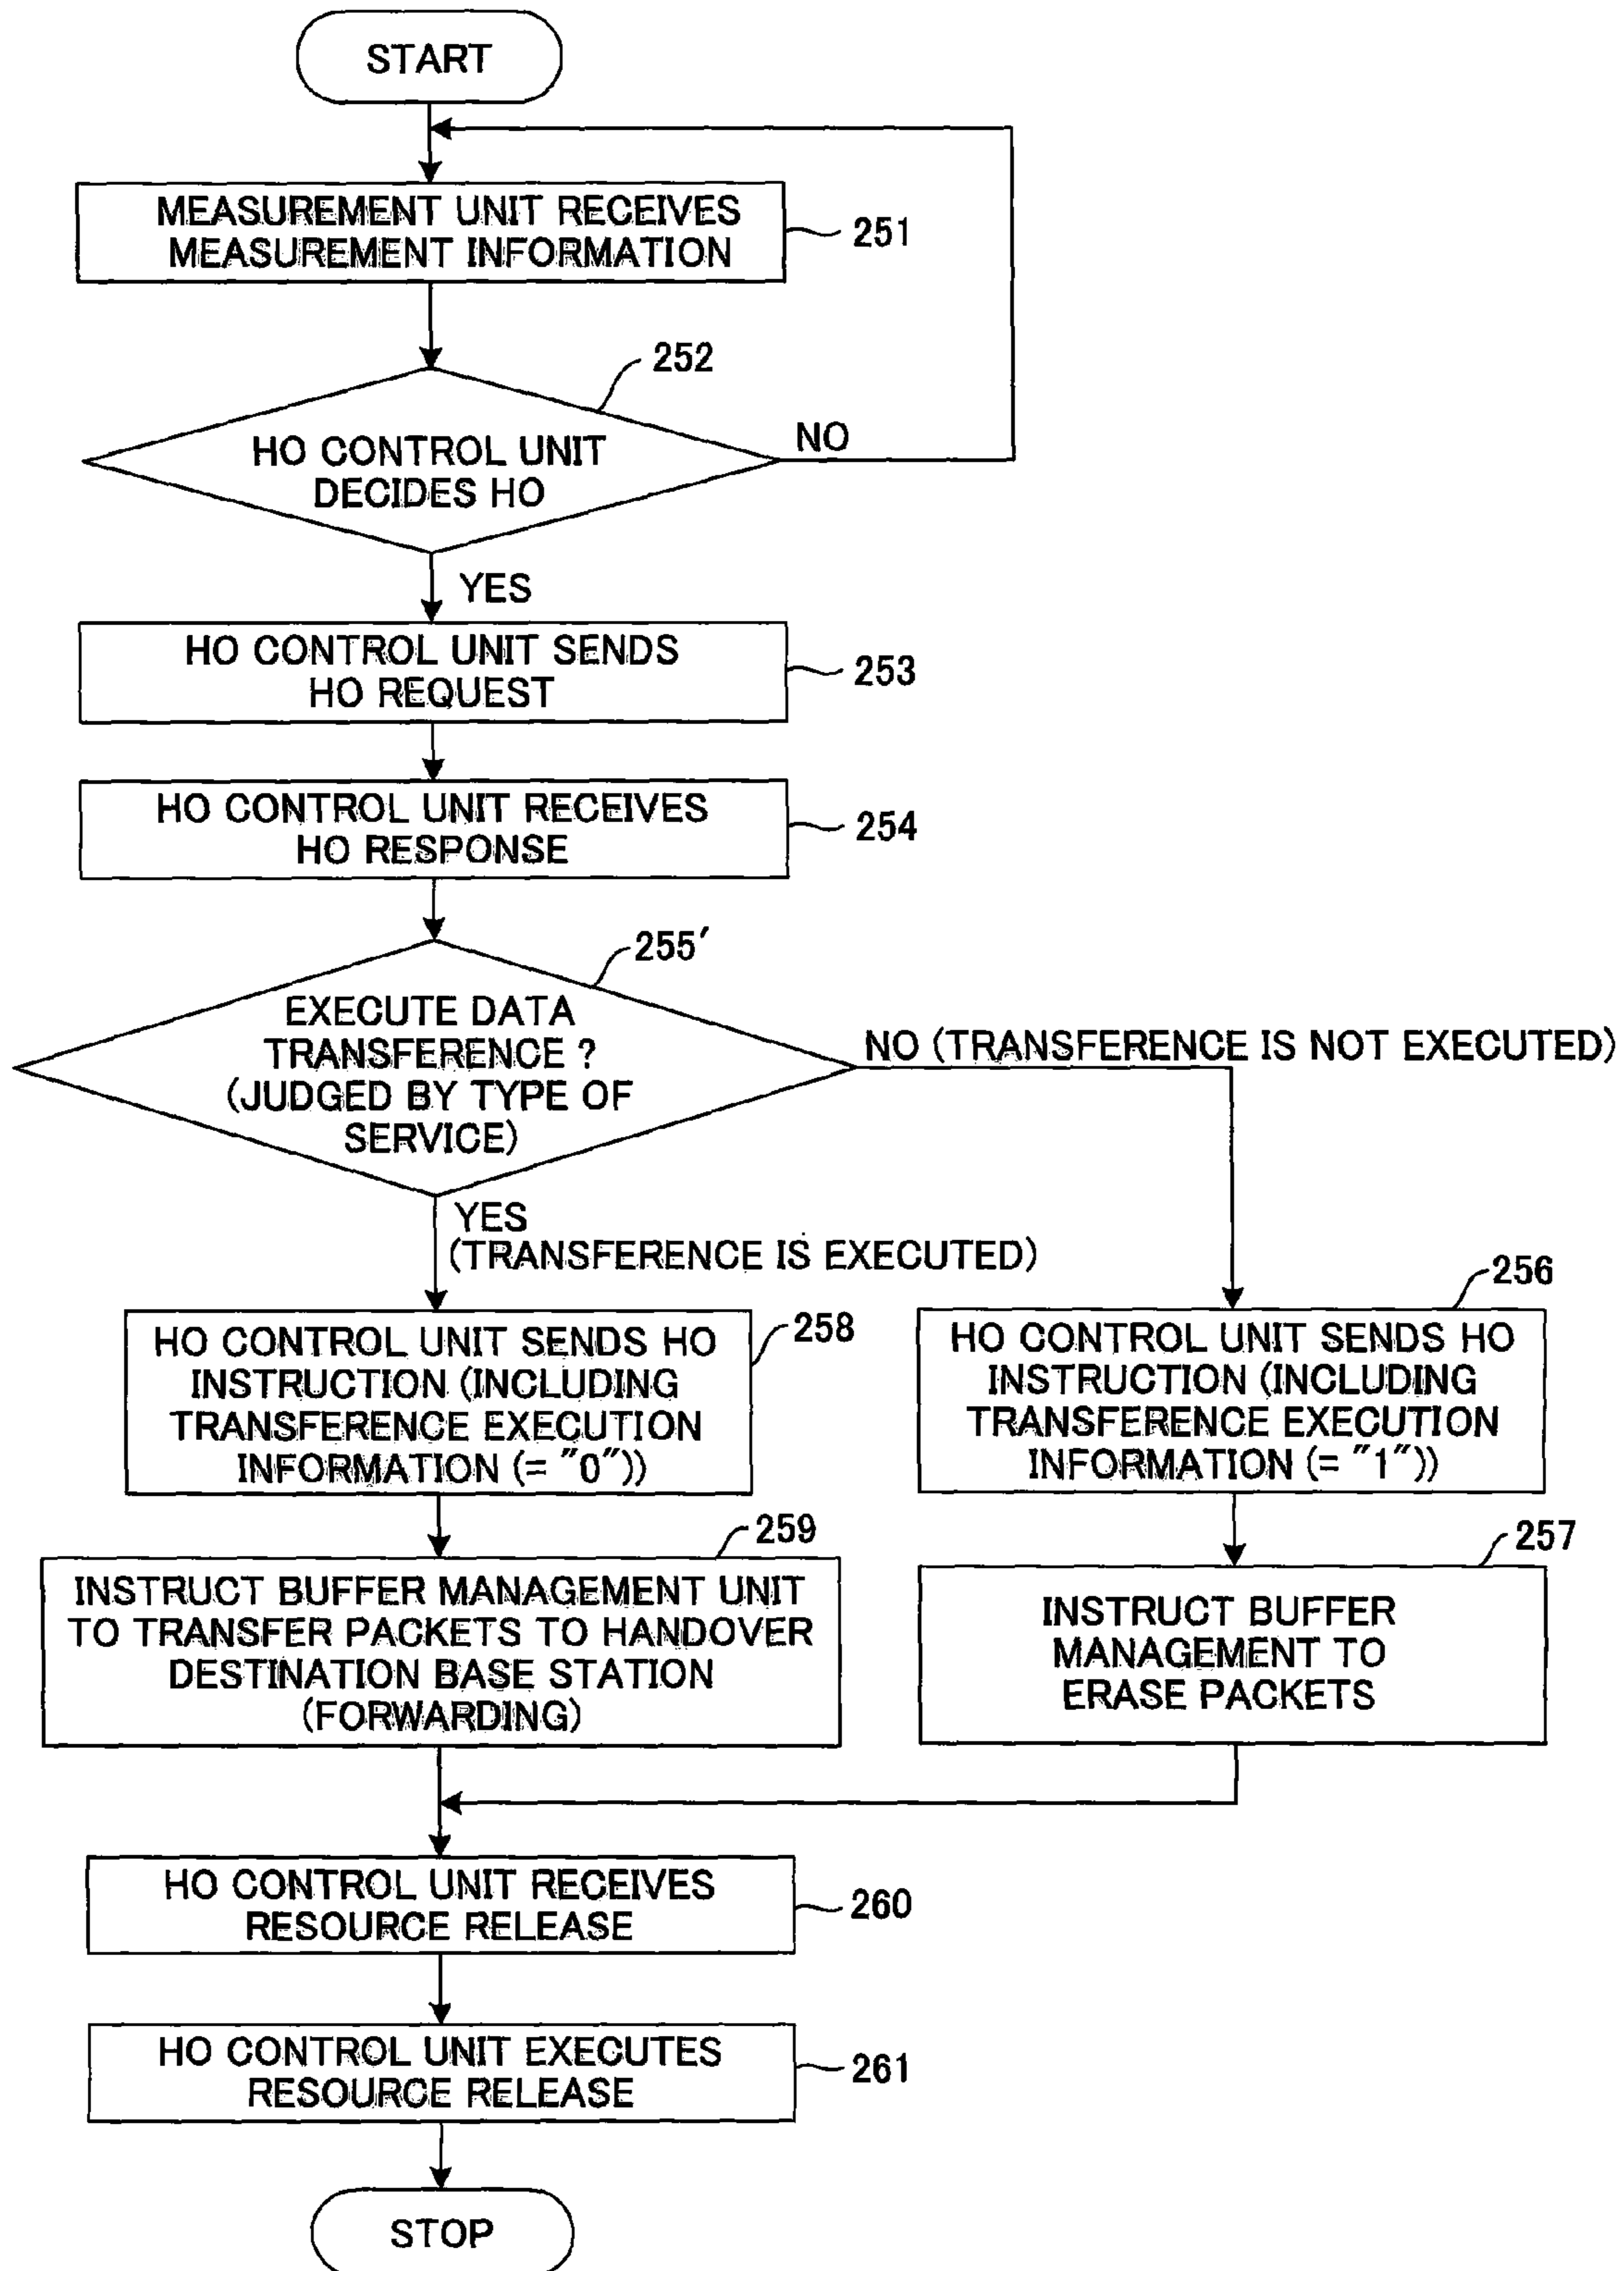 START
MEASUREMENT UNIT RECEIVES
MEASUREMENT INFORMATION
251
252
HO CONTROL UNIT
DECIDES HO
NO
YES
HO CONTROL UNIT SENDS
HO REQUEST
253
HO CONTROL UNIT RECEIVES
HO RESPONSE
254
255′
EXECUTE DATA
TRANSFERENCE ?
(JUDGED BY TYPE OF
SERVICE)
NO (TRANSFERENCE IS NOT EXECUTED)
YES
(TRANSFERENCE IS EXECUTED)
258
HO CONTROL UNIT SENDS HO
INSTRUCTION (INCLUDING
TRANSFERENCE EXECUTION
INFORMATION (= "0"))
256
HO CONTROL UNIT SENDS HO
INSTRUCTION (INCLUDING
TRANSFERENCE EXECUTION
INFORMATION (= "1"))
259
INSTRUCT BUFFER MANAGEMENT UNIT
TO TRANSFER PACKETS TO HANDOVER
DESTINATION BASE STATION
(FORWARDING)
257
INSTRUCT BUFFER
MANAGEMENT TO
ERASE PACKETS
HO CONTROL UNIT RECEIVES
RESOURCE RELEASE
260
HO CONTROL UNIT EXECUTES
RESOURCE RELEASE
261
STOP